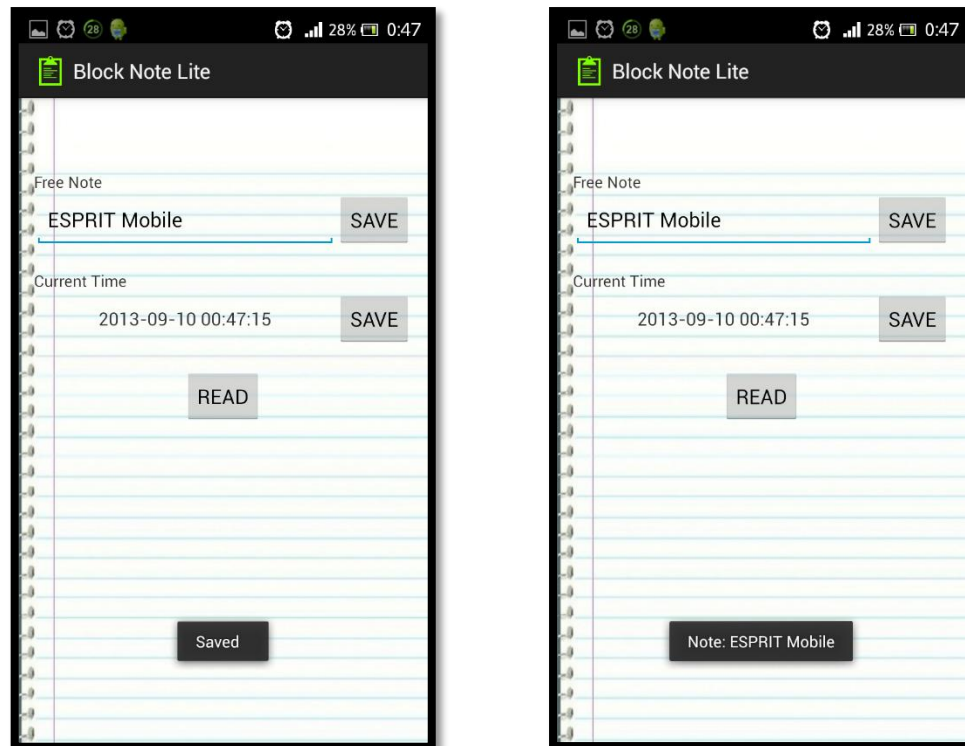 28 28% 0:47
Block Note Lite
Free Note
ESPRIT Mobile SAVE
Current Time
2013-09-10 00:47:15 SAVE
READ
Saved
28 28% 0:47
Block Note Lite
Free Note
ESPRIT Mobile SAVE
Current Time
2013-09-10 00:47:15 SAVE
READ
Note: ESPRIT Mobile